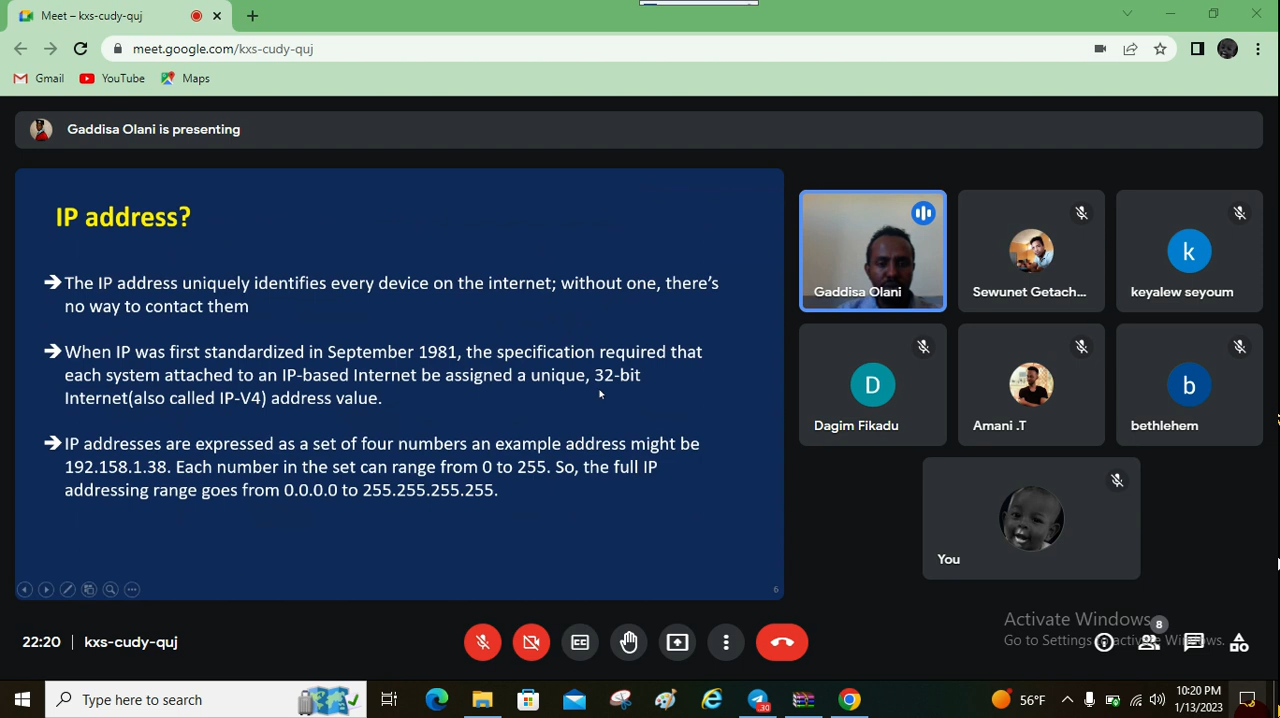 Meet – kxs-cudy-quj
meet.google.com/kxs-cudy-quj
Gmail
YouTube
Maps
Gaddisa Olani is presenting
IP address?
➔ The IP address uniquely identifies every device on the internet; without one, there’s
no way to contact them
➔ When IP was first standardized in September 1981, the specification required that
each system attached to an IP-based Internet be assigned a unique, 32-bit
Internet(also called IP-V4) address value.
➔ IP addresses are expressed as a set of four numbers an example address might be
192.158.1.38. Each number in the set can range from 0 to 255. So, the full IP
addressing range goes from 0.0.0.0 to 255.255.255.255.
6
Gaddisa Olani
Sewunet Getach...
k
keyalew seyoum
D
Dagim Fikadu
Amani .T
b
bethlehem
You
22:20 | kxs-cudy-quj
CC
Activate Windows
8
Go to Settings to activate Windows.
Type here to search
30
56°F
10:20 PM
1/13/2023